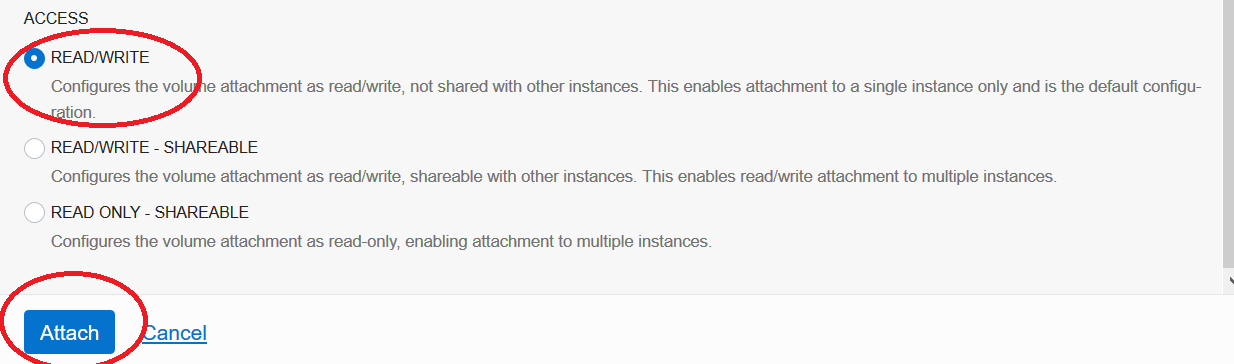 ACCESS
READ/WRITE
Configures the volume attachment as read/write, not shared with other instances. This enables attachment to a single instance only and is the default configu-
ration.
READ/WRITE - SHAREABLE
Configures the volume attachment as read/write, shareable with other instances. This enables read/write attachment to multiple instances.
READ ONLY - SHAREABLE
Configures the volume attachment as read-only, enabling attachment to multiple instances.
Attach Cancel